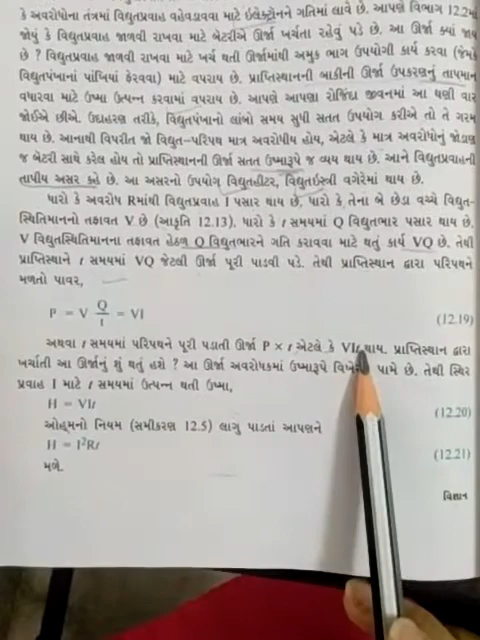 કે અવરોધોના તંત્રમાં વિદ્યુતપ્રવાહ વહેવડાવવા માટે ઇલેક્ટ્રૉનને ગતિમાં લાવે છે. આપણે વિભાગ 12.2માં
જોયું કે વિદ્યુતપ્રવાહ જાળવી રાખવા માટે બૅટરીએ ઊર્જા ખર્ચતા રહેવું પડે છે. આ ઊર્જા ક્યાં જાય
છે ? વિદ્યુતપ્રવાહ જાળવી રાખવા માટે ખર્ચ થતી ઊર્જામાંથી અમુક ભાગ ઉપયોગી કાર્ય કરવા (જેમકે
વિદ્યુતપંખાનાં પાંખિયાં ફેરવવા) માટે વપરાય છે. પ્રાપ્તિસ્થાનની બાકીની ઊર્જા ઉપકરણનું તાપમાન
વધારવા માટે ઉષ્મા ઉત્પન્ન કરવામાં વપરાય છે. આપણે આપણા રોજિંદા જીવનમાં આ ઘણી વાર
જોઈએ છીએ. ઉદાહરણ તરીકે, વિદ્યુતપંખાનો લાંબો સમય સુધી સતત ઉપયોગ કરીએ તો તે ગરમ
થાય છે. આનાથી વિપરીત જો વિદ્યુત-પરિપથ માત્ર અવરોધીય હોય, એટલે કે માત્ર અવરોધોનું જોડાણ
જ બૅટરી સાથે કરેલ હોય તો પ્રાપ્તિસ્થાનની ઊર્જા સતત ઉષ્મારૂપે જ વ્યય થાય છે. આને વિદ્યુતપ્રવાહની
તાપીય અસર કહે છે. આ અસરનો ઉપયોગ વિદ્યુતહીટર, વિદ્યુતઇસ્ત્રી વગેરેમાં થાય છે.
ધારો કે અવરોધ Rમાંથી વિદ્યુતપ્રવાહ I પસાર થાય છે. ધારો કે, તેના બે છેડા વચ્ચે વિદ્યુત-
સ્થિતિમાનનો તફાવત V છે (આકૃતિ 12.13). ધારો કે t સમયમાં Q વિદ્યુતભાર પસાર થાય છે.
V વિદ્યુતસ્થિતિમાનના તફાવત હેઠળ Q વિદ્યુતભારને ગતિ કરાવવા માટે થતું કાર્ય VQ છે. તેથી
પ્રાપ્તિસ્થાને t સમયમાં VQ જેટલી ઊર્જા પૂરી પાડવી પડે. તેથી પ્રાપ્તિસ્થાન દ્વારા પરિપથને
મળતો પાવર,
P = V Q/t = VI (12.19)
અથવા t સમયમાં પરિપથને પૂરી પડાતી ઊર્જા P × t એટલે કે VIt થાય. પ્રાપ્તિસ્થાન દ્વારા
ખર્ચાતી આ ઊર્જાનું શું થતું હશે ? આ ઊર્જા અવરોધકમાં ઉષ્મારૂપે પામે છે. તેથી સ્થિર
પ્રવાહ I માટે t સમયમાં ઉત્પન્ન થતી ઉષ્મા,
H = VIt (12.20)
ઓહ્મનો નિયમ (સમીકરણ 12.5) લાગુ પાડતાં આપણને
H = I²Rt (12.21)
મળે.
વિજ્ઞાન